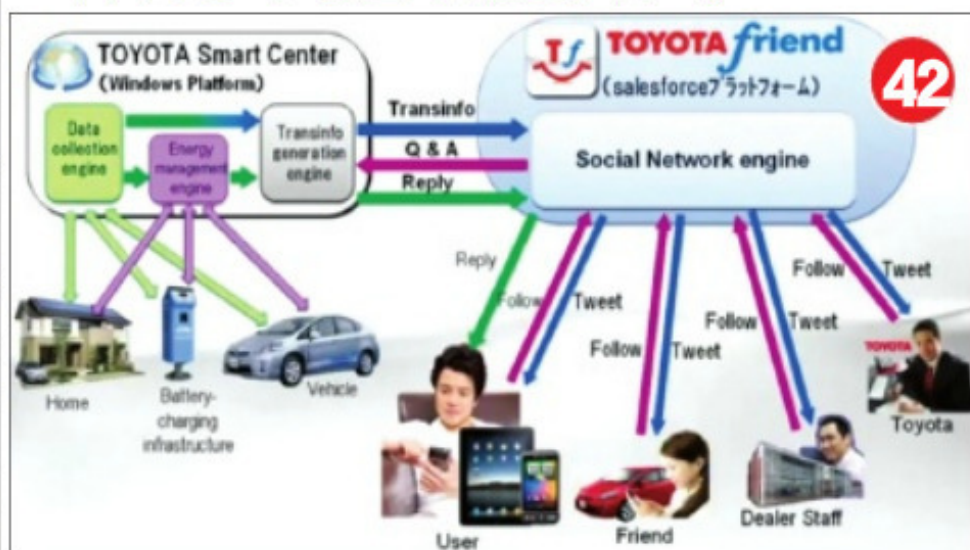 TOYOTA Smart Center
(Windows Platform)
Data
collection
engine
Energy
management
engine
Transinfo
generation
engine
Transinfo
Q & A
Reply
Tf
TOYOTA friend
(salesforceプラットフォーム)
42
Social Network engine
Home
Battery-
charging
infrastructure
Vehicle
Reply
Follow
Tweet
Follow
Tweet
Follow
Tweet
Follow
Tweet
User
Friend
Dealer Staff
TOYOTA
Toyota